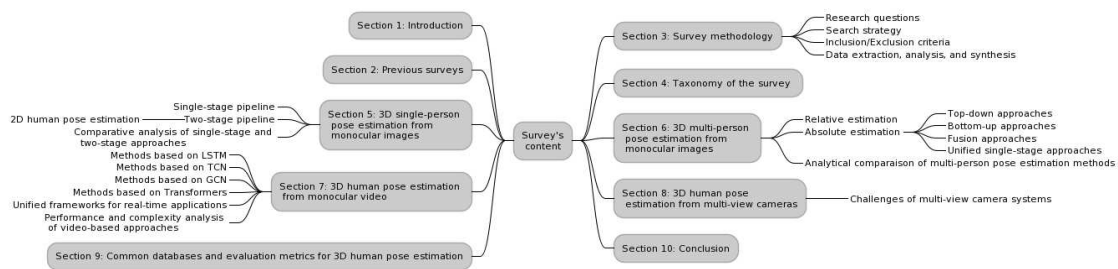 Survey's
content
Section 1: Introduction
Section 2: Previous surveys
Section 5: 3D single-person
pose estimation from
monocular images
Single-stage pipeline
Two-stage pipeline
2D human pose estimation
Comparative analysis of single-stage and
two-stage approaches
Section 7: 3D human pose estimation
from monocular video
Methods based on LSTM
Methods based on TCN
Methods based on GCN
Methods based on Transformers
Unified frameworks for real-time applications
Performance and complexity analysis
of video-based approaches
Section 9: Common databases and evaluation metrics for 3D human pose estimation
Section 3: Survey methodology
Research questions
Search strategy
Inclusion/Exclusion criteria
Data extraction, analysis, and synthesis
Section 4: Taxonomy of the survey
Section 6: 3D multi-person
pose estimation from
monocular images
Relative estimation
Absolute estimation
Top-down approaches
Bottom-up approaches
Fusion approaches
Unified single-stage approaches
Analytical comparaison of multi-person pose estimation methods
Section 8: 3D human pose
estimation from multi-view cameras
Challenges of multi-view camera systems
Section 10: Conclusion